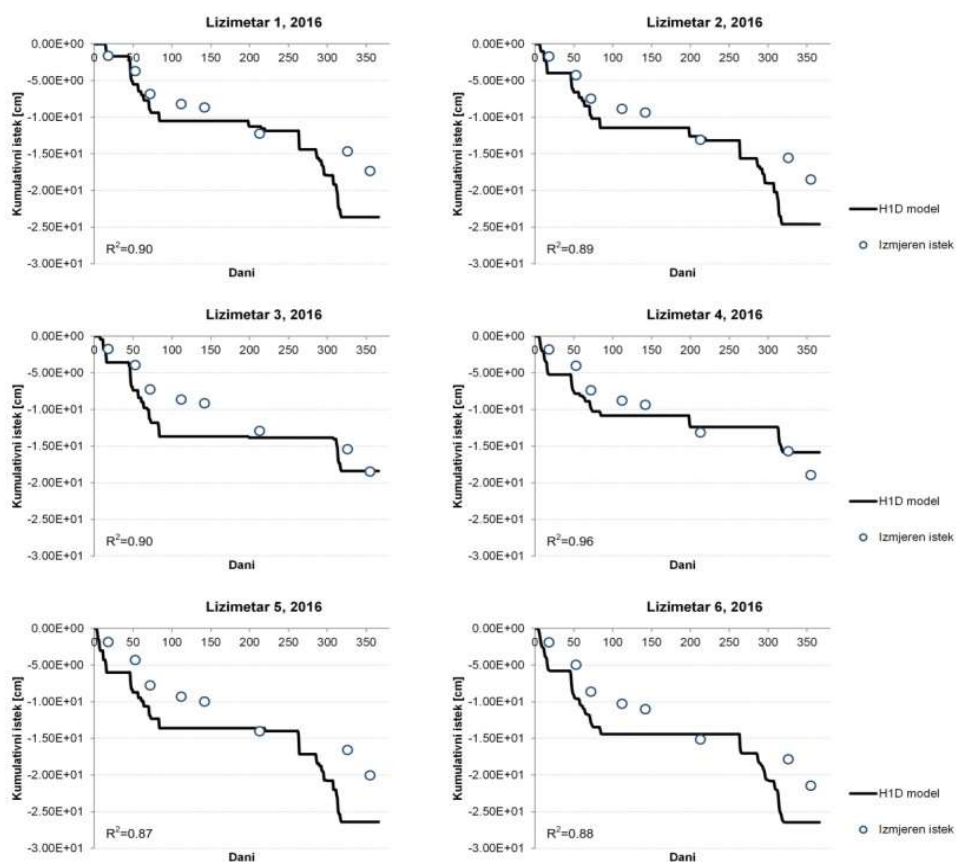 Lizimetar 1, 2016
Kumulativni istek [cm]
0.00E+00
-5.00E+00
-1.00E+01
-1.50E+01
-2.00E+01
-2.50E+01
-3.00E+01
0 50 100 150 200 250 300 350
R²=0.90
Dani
Lizimetar 2, 2016
Kumulativni istek [cm]
0.00E+00
-5.00E+00
-1.00E+01
-1.50E+01
-2.00E+01
-2.50E+01
-3.00E+01
0 50 100 150 200 250 300 350
R²=0.89
Dani
H1D model
Izmjeren istek
Lizimetar 3, 2016
Kumulativni istek [cm]
0.00E+00
-5.00E+00
-1.00E+01
-1.50E+01
-2.00E+01
-2.50E+01
-3.00E+01
0 50 100 150 200 250 300 350
R²=0.90
Dani
Lizimetar 4, 2016
Kumulativni istek [cm]
0.00E+00
-5.00E+00
-1.00E+01
-1.50E+01
-2.00E+01
-2.50E+01
-3.00E+01
0 50 100 150 200 250 300 350
R²=0.96
Dani
H1D model
Izmjeren istek
Lizimetar 5, 2016
Kumulativni istek [cm]
0.00E+00
-5.00E+00
-1.00E+01
-1.50E+01
-2.00E+01
-2.50E+01
-3.00E+01
0 50 100 150 200 250 300 350
R²=0.87
Dani
Lizimetar 6, 2016
Kumulativni istek [cm]
0.00E+00
-5.00E+00
-1.00E+01
-1.50E+01
-2.00E+01
-2.50E+01
-3.00E+01
0 50 100 150 200 250 300 350
R²=0.88
Dani
H1D model
Izmjeren istek